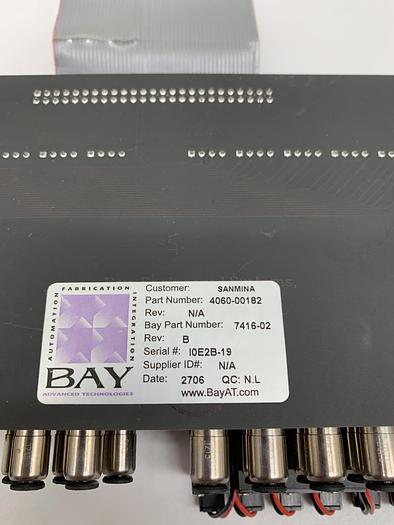 AUTOMATION FABRICATION INTEGRATION
BAY
ADVANCED TECHNOLOGIES
Customer: SANMINA
Part Number: 4060-00182
Rev: N/A
Bay Part Number: 7416-02
Rev: B
Serial #: I0E2B-19
Supplier ID#: N/A
Date: 2706 QC: N.L
www.BayAT.com